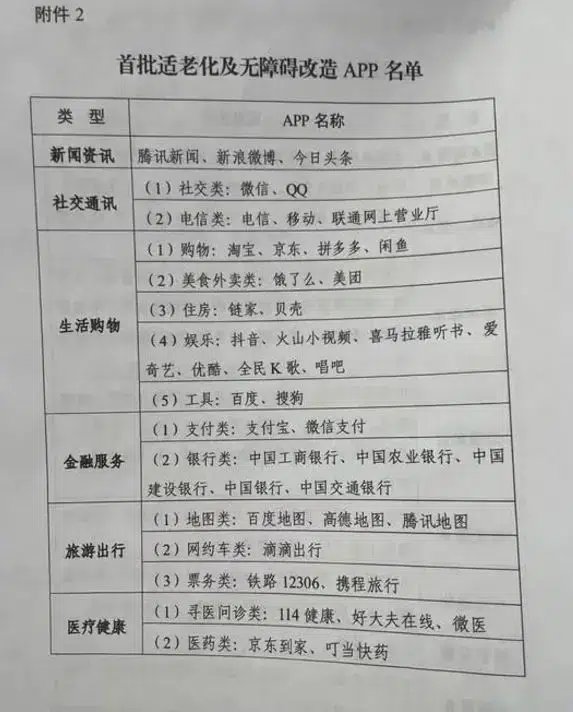 附件 2
首批适老化及无障碍改造 APP 名单
类 型 APP 名称
新闻资讯 腾讯新闻、新浪微博、今日头条
社交通讯 (1) 社交类：微信、QQ
(2) 电信类：电信、移动、联通网上营业厅
生活购物 (1) 购物：淘宝、京东、拼多多、闲鱼
(2) 美食外卖类：饿了么、美团
(3) 住房：链家、贝壳
(4) 娱乐：抖音、火山小视频、喜马拉雅听书、爱
奇艺、优酷、全民 K 歌、唱吧
(5) 工具：百度、搜狗
金融服务 (1) 支付类：支付宝、微信支付
(2) 银行类：中国工商银行、中国农业银行、中国
建设银行、中国银行、中国交通银行
旅游出行 (1) 地图类：百度地图、高德地图、腾讯地图
(2) 网约车类：滴滴出行
(3) 票务类：铁路 12306、携程旅行
医疗健康 (1) 寻医问诊类：114 健康、好大夫在线、微医
(2) 医药类：京东到家、叮当快药